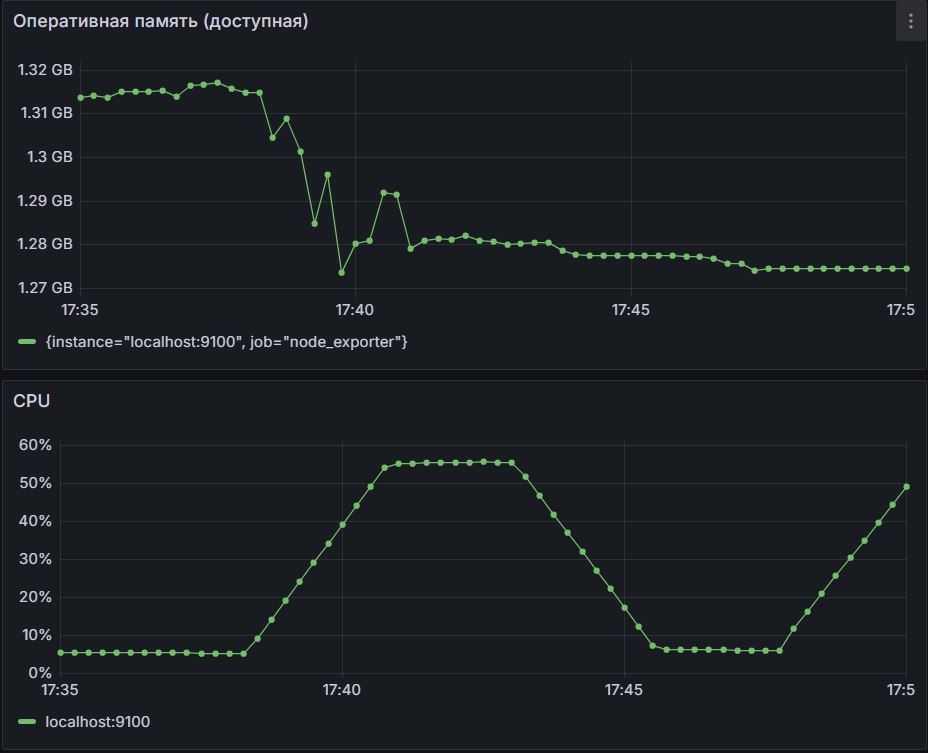 Оперативная память (доступная)
1.32 GB
1.31 GB
1.3 GB
1.29 GB
1.28 GB
1.27 GB
17:35 17:40 17:45 17:5
{instance="localhost:9100", job="node_exporter"}
CPU
60%
50%
40%
30%
20%
10%
0%
17:35 17:40 17:45 17:5
localhost:9100